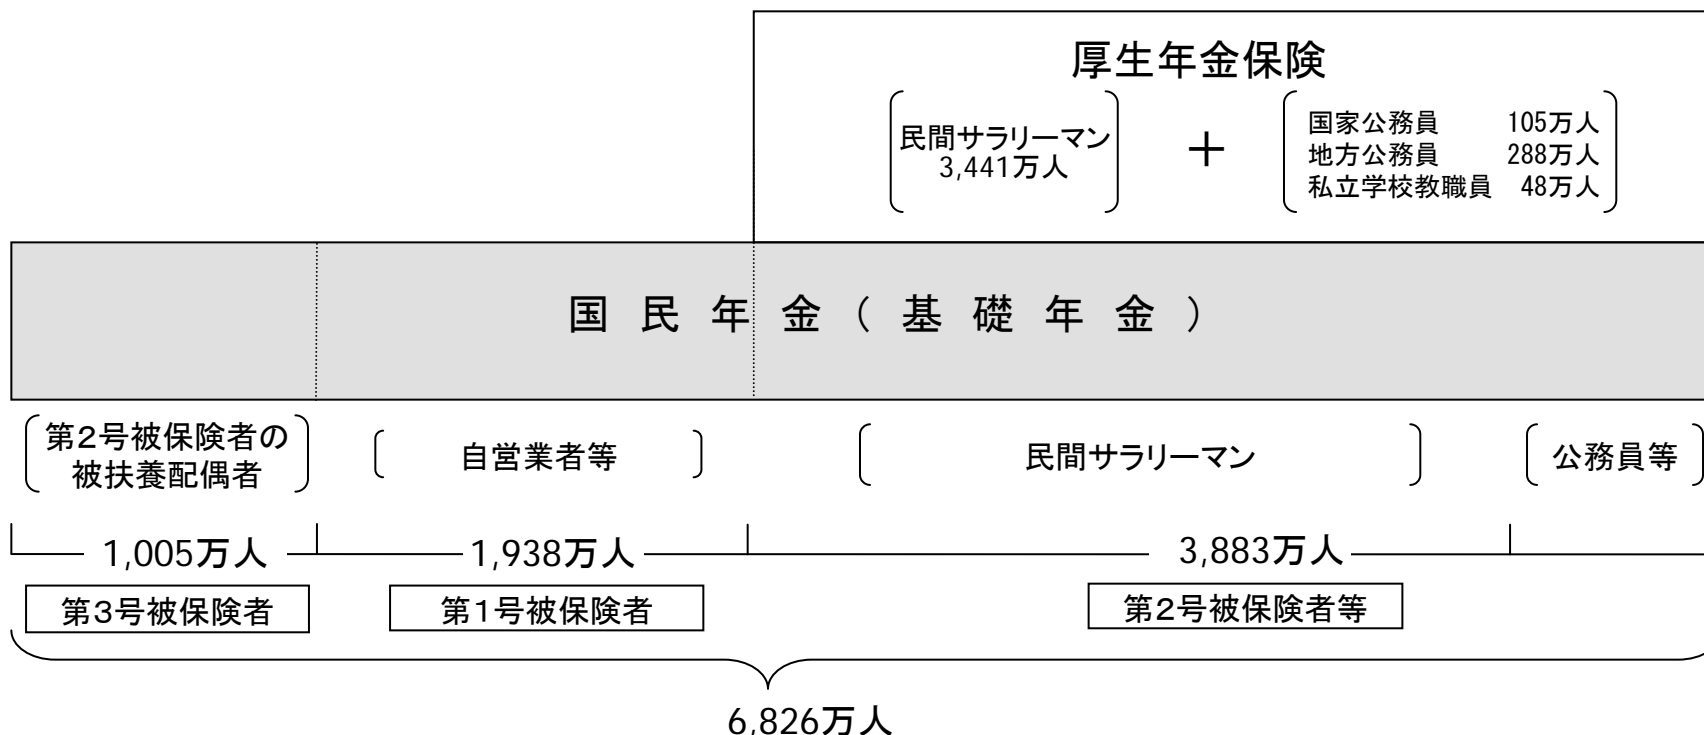 厚生年金保険
民間サラリーマン
3,441万人
+
国家公務員 105万人
地方公務員 288万人
私立学校教職員 48万人
国民年金(基礎年金)
第2号被保険者の
被扶養配偶者
自営業者等
民間サラリーマン
公務員等
1,005万人
1,938万人
3,883万人
第3号被保険者
第1号被保険者
第2号被保険者等
6,826万人